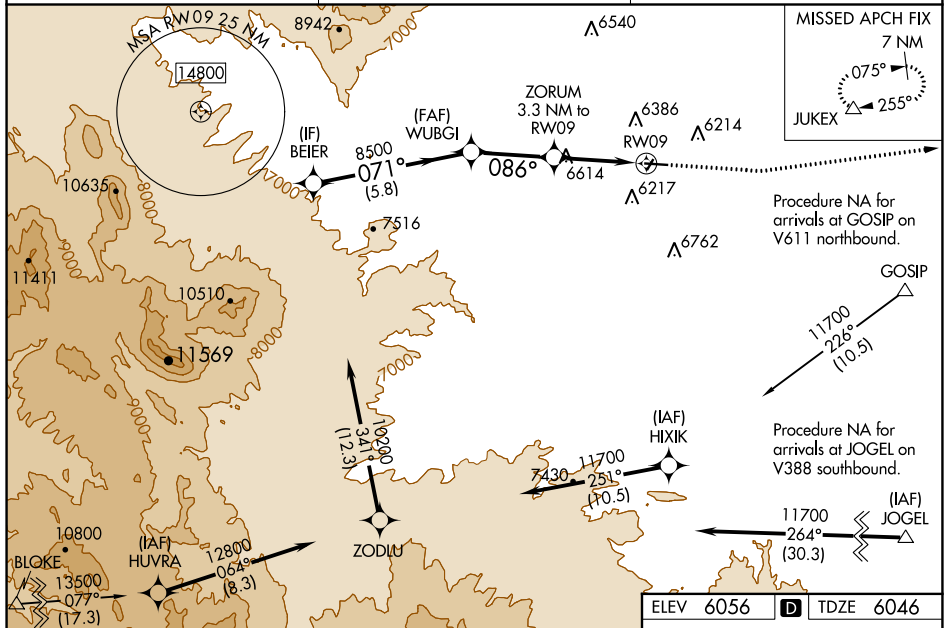 MSA RW09 25 NM
14800
8942
7000
6540
MISSED APCH FIX
7 NM
075°
255°
JUKEX
(IF)
BEIER
8500
071°
(5.8)
(FAF)
WUBGI
086°
ZORUM
3.3 NM to
RW09
6614
6386
RW09
6214
6217
6762
7000
10635
8000
7516
11411
10510
11569
8000
7000
Procedure NA for
arrivals at GOSIP on
V611 northbound.
GOSIP
11700
226°
(10.5)
10200
341°
(12.3)
ZODLU
(IAF)
HIXIK
7430
11700
251°
(10.5)
Procedure NA for
arrivals at JOGEL on
V388 southbound.
(IAF)
JOGEL
11700
264°
(30.3)
10800
BLOKE
13500
077°
(17.3)
(IAF)
HUVRA
12800
064°
(8.3)
ELEV 6056 D TDZE 6046